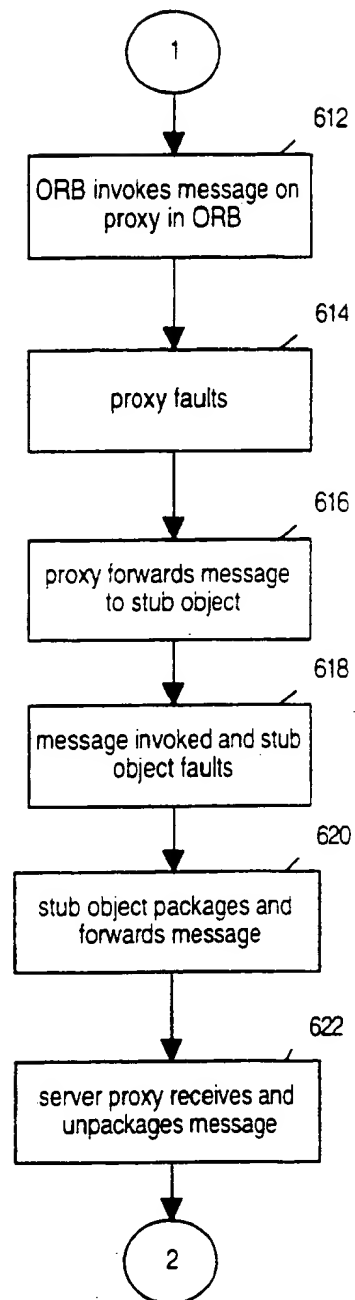 1
612
ORB invokes message on
proxy in ORB
614
proxy faults
616
proxy forwards message
to stub object
618
message invoked and stub
object faults
620
stub object packages and
forwards message
622
server proxy receives and
unpackages message
2